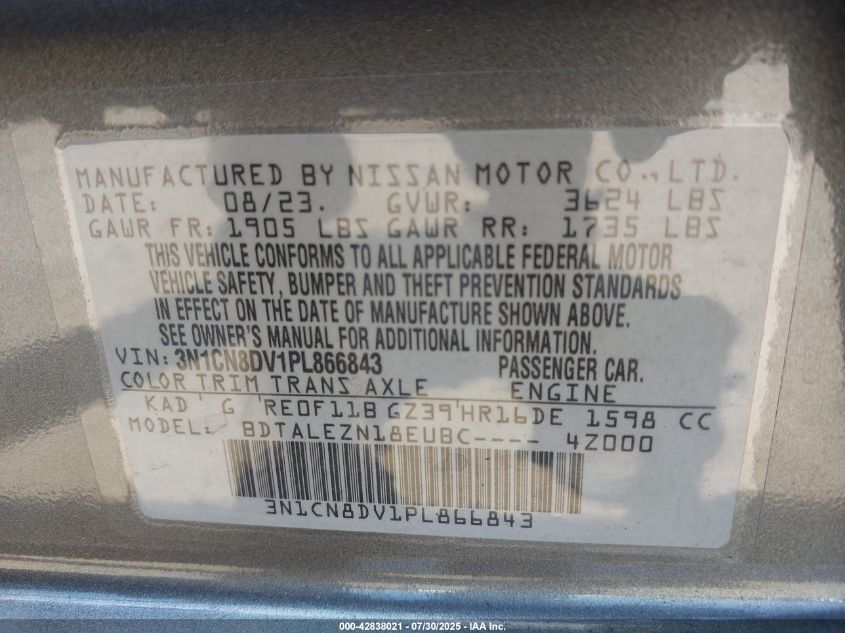 MANUFACTURED BY NISSAN MOTOR CO., LTD.
DATE: 08/23. GVWR: 3624 LBS
GAWR FR: 1905 LBS GAWR RR: 1735 LBS
THIS VEHICLE CONFORMS TO ALL APPLICABLE FEDERAL MOTOR
VEHICLE SAFETY, BUMPER AND THEFT PREVENTION STANDARDS
IN EFFECT ON THE DATE OF MANUFACTURE SHOWN ABOVE.
SEE OWNER'S MANUAL FOR ADDITIONAL INFORMATION.
VIN: 3N1CN8DV1PL866843 PASSENGER CAR.
COLOR TRIM TRANS AXLE ENGINE
KAD G RE0F11B GZ39 HR16DE 1598 CC
MODEL: BDTALEZN18EUBC---- 4Z000
3N1CN8DV1PL866843
000-42838021 - 07/30/2025 - IAA Inc.